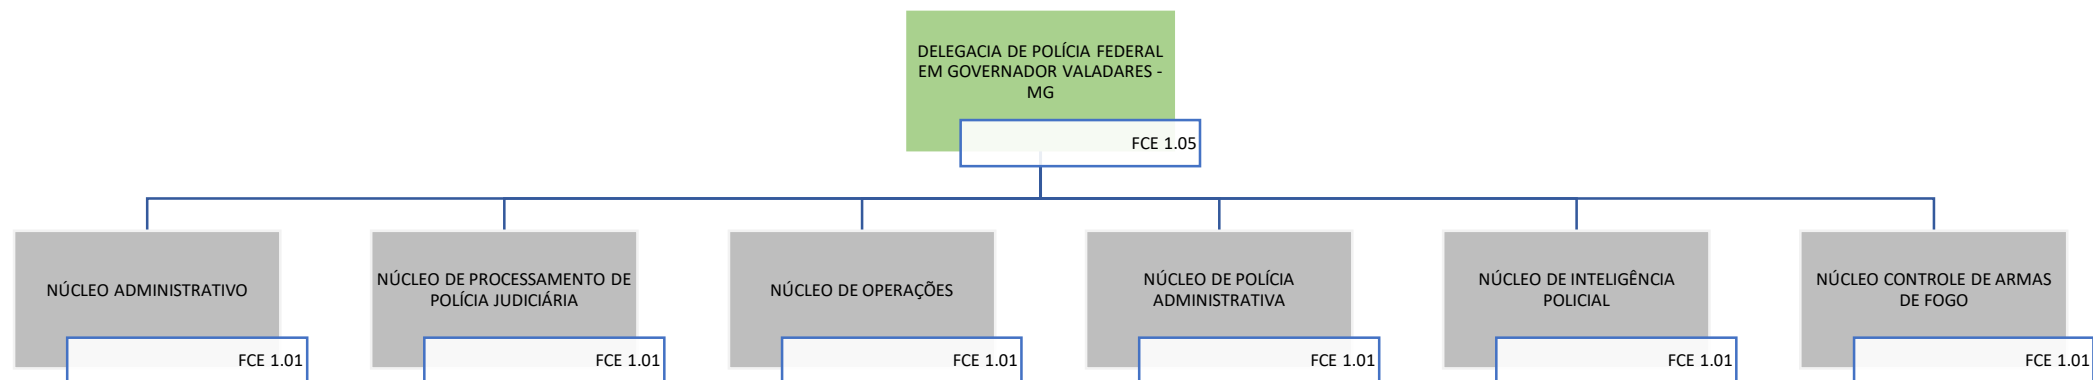 DELEGACIA DE POLÍCIA FEDERAL
EM GOVERNADOR VALADARES -
MG
FCE 1.05
NÚCLEO ADMINISTRATIVO
FCE 1.01
NÚCLEO DE PROCESSAMENTO DE
POLÍCIA JUDICIÁRIA
FCE 1.01
NÚCLEO DE OPERAÇÕES
FCE 1.01
NÚCLEO DE POLÍCIA
ADMINISTRATIVA
FCE 1.01
NÚCLEO DE INTELIGÊNCIA
POLICIAL
FCE 1.01
NÚCLEO CONTROLE DE ARMAS
DE FOGO
FCE 1.01